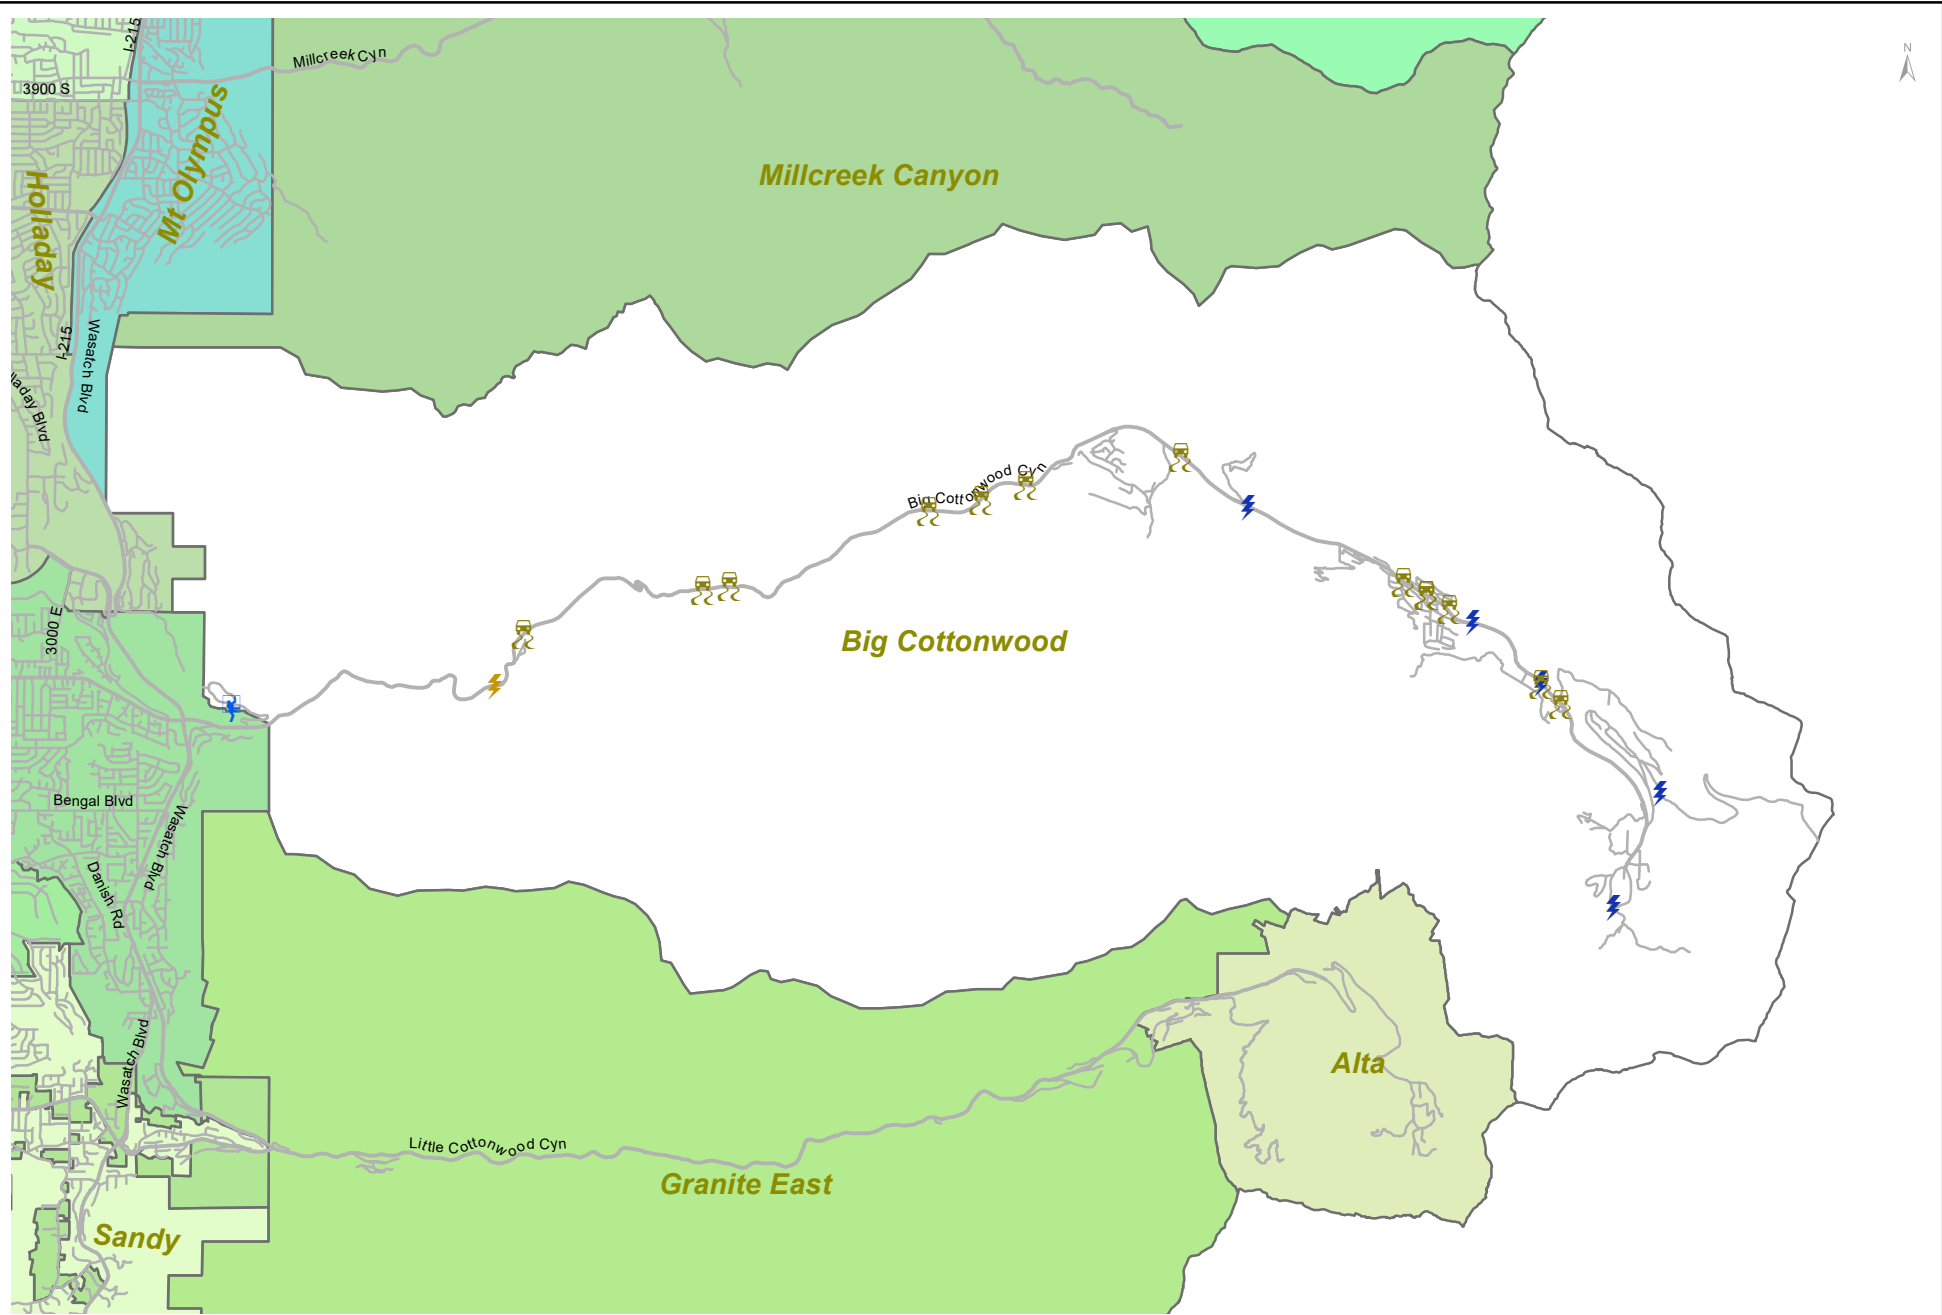 N
I-215
Millcreek Cyn
3900 S
Mt Olympus
Millcreek Canyon
Holladay
I-215
Wasatch Blvd
lladay Blvd
Big Cottonwood Cyn
3000 E
Big Cottonwood
Bengal Blvd
Wasatch Blvd
Danish Rd
Wasatch Blvd
Alta
Little Cottonwood Cyn
Granite East
Sandy